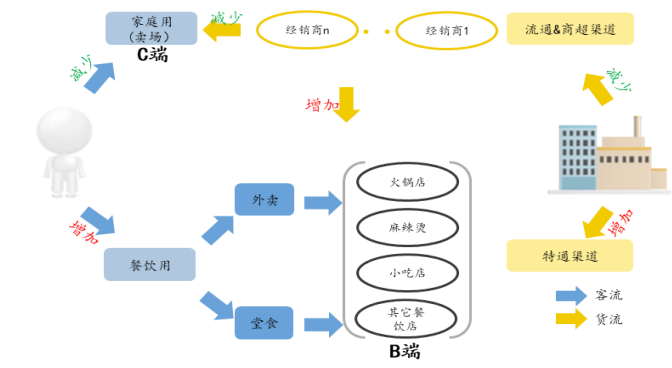 家庭用
（卖场）
C端
减少
经销商n
经销商1
流通&商超渠道
减少
减少
增加
增加
餐饮用
外卖
堂食
火锅店
麻辣烫
小吃店
其它餐
饮店
B端
增加
特通渠道
客流
货流